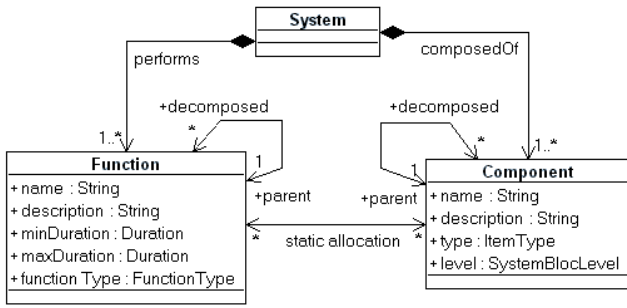 System
performs
composedOf
+decomposed
+decomposed
*
*
1..*
1..*
1
1
+parent
+parent
Function
+ name : String
+ description : String
+ minDuration : Duration
+ maxDuration : Duration
+ function Type : FunctionType
*
static allocation
*
Component
+ name : String
+ description : String
+ type : ItemType
+ level : SystemBlocLevel